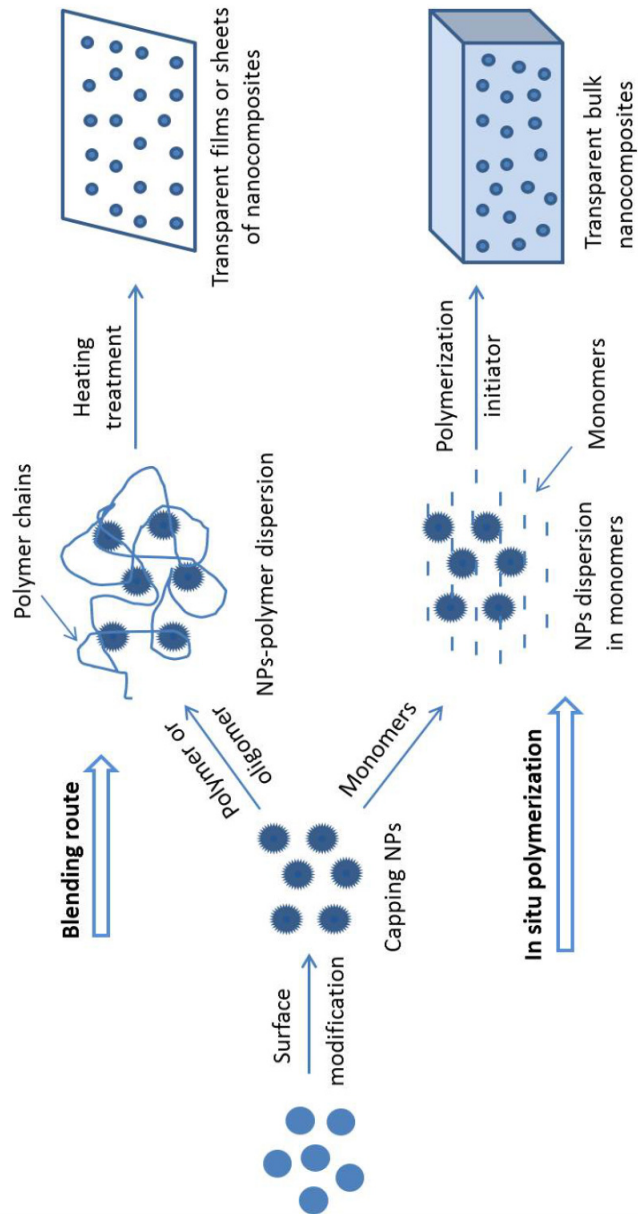 Surface
modification
Capping NPs
Blending route
Polymer or
oligomer
Polymer chains
NPs-polymer dispersion
Heating
treatment
Transparent films or sheets
of nanocomposites
In situ polymerization
Monomers
NPs dispersion
in monomers
Monomers
Polymerization
initiator
Transparent bulk
nanocomposites